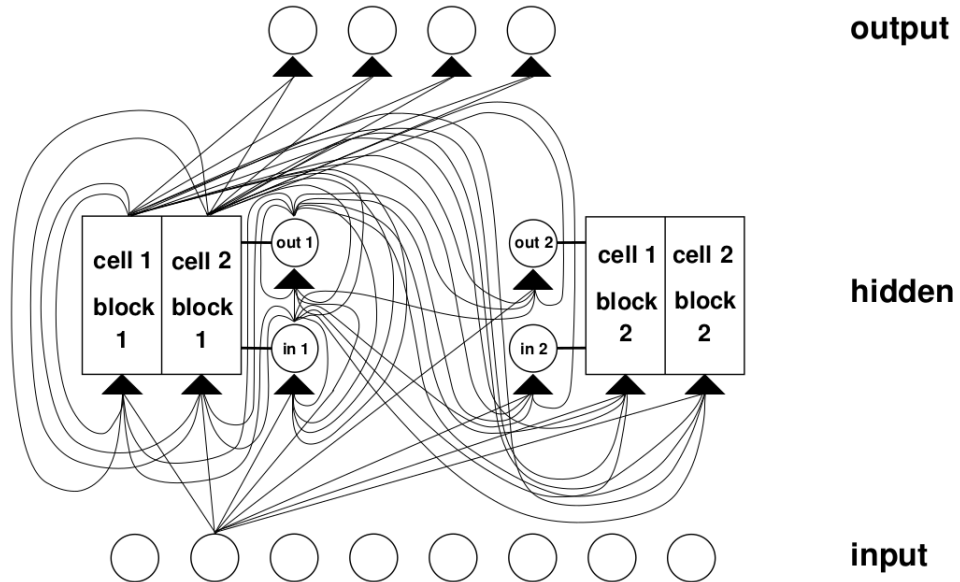 output
out 1
out 2
cell 1
block
1
cell 2
block
1
cell 1
block
2
cell 2
block
2
hidden
in 1
in 2
input